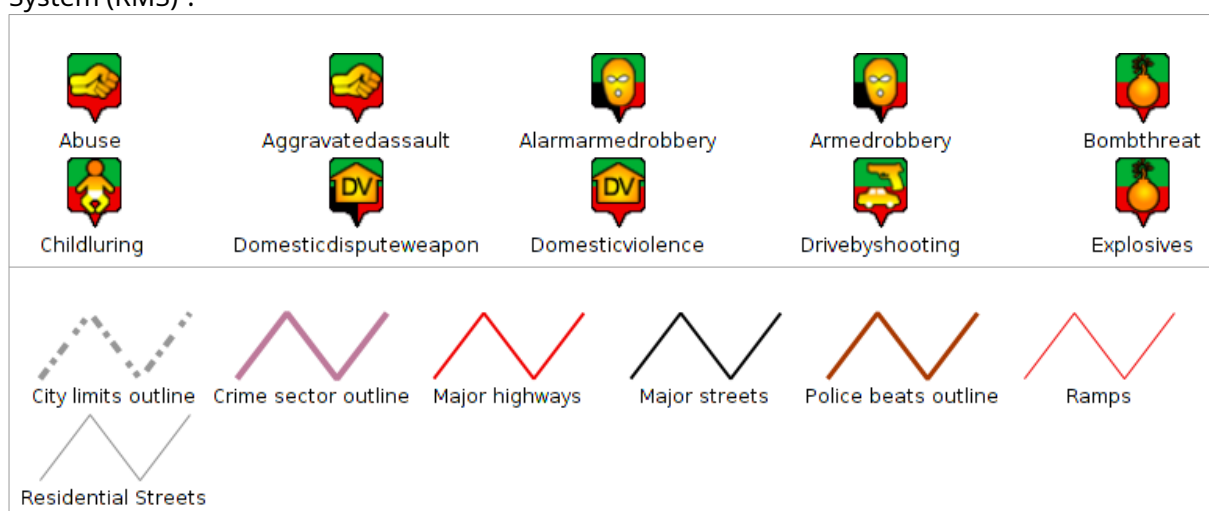 System (RMS) .
Abuse Aggravatedassault Alarmarmedrobbery Armedrobbery Bombthreat
DV DV
Childluring Domesticdisputeweapon Domesticviolence Drivebyshooting Explosives
City limits outline Crime sector outline Major highways Major streets Police beats outline Ramps
Residential Streets